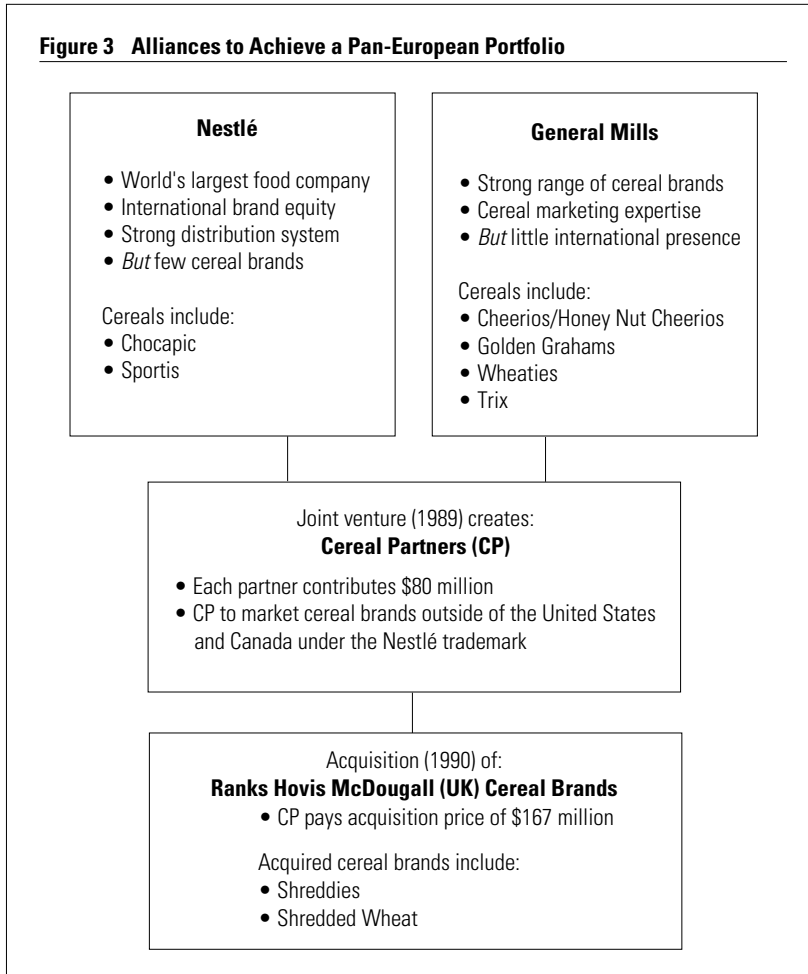 Figure 3 Alliances to Achieve a Pan-European Portfolio
Nestlé
• World's largest food company
• International brand equity
• Strong distribution system
• But few cereal brands
Cereals include:
• Chocapic
• Sportis
General Mills
• Strong range of cereal brands
• Cereal marketing expertise
• But little international presence
Cereals include:
• Cheerios/Honey Nut Cheerios
• Golden Grahams
• Wheaties
• Trix
Joint venture (1989) creates:
Cereal Partners (CP)
• Each partner contributes $80 million
• CP to market cereal brands outside of the United States
and Canada under the Nestlé trademark
Acquisition (1990) of:
Ranks Hovis McDougall (UK) Cereal Brands
• CP pays acquisition price of $167 million
Acquired cereal brands include:
• Shreddies
• Shredded Wheat